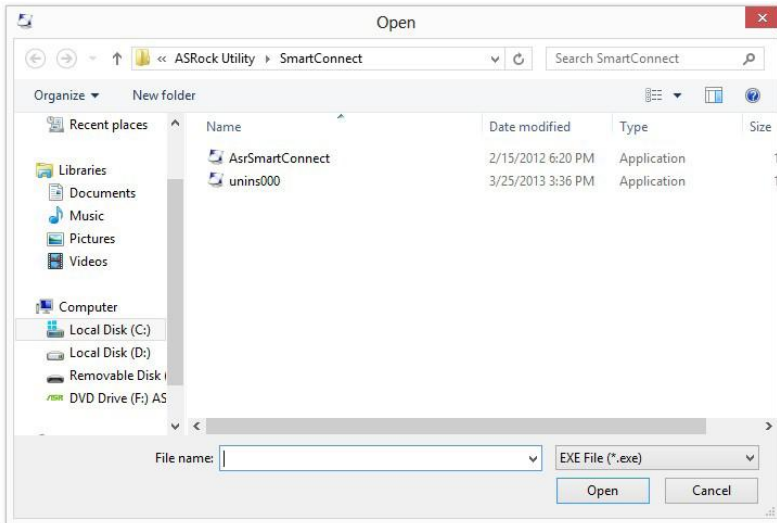 Open
« ASRock Utility SmartConnect
Search SmartConnect
Organize New folder
Recent places
Libraries
Documents
Music
Pictures
Videos
Computer
Local Disk (C:)
Local Disk (D:)
Removable Disk
DVD Drive (F:) AS
Name Date modified Type Size
AsrSmartConnect 2/15/2012 6:20 PM Application 1
unins000 3/25/2013 3:36 PM Application 1
File name: EXE File (*.exe)
Open Cancel